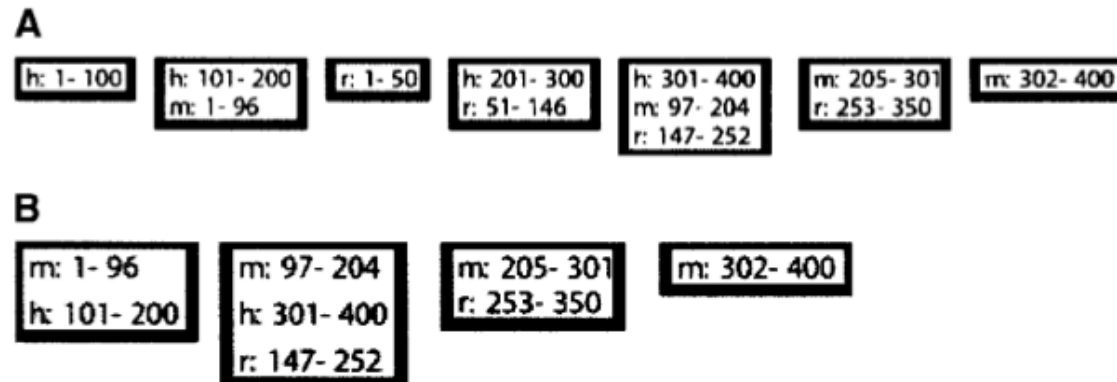 A
h: 1- 100
h: 101- 200
m: 1- 96
r: 1- 50
h: 201- 300
r: 51- 146
h: 301- 400
m: 97- 204
r: 147- 252
m: 205- 301
r: 253- 350
m: 302- 400
B
m: 1- 96
h: 101- 200
m: 97- 204
h: 301- 400
r: 147- 252
m: 205- 301
r: 253- 350
m: 302- 400